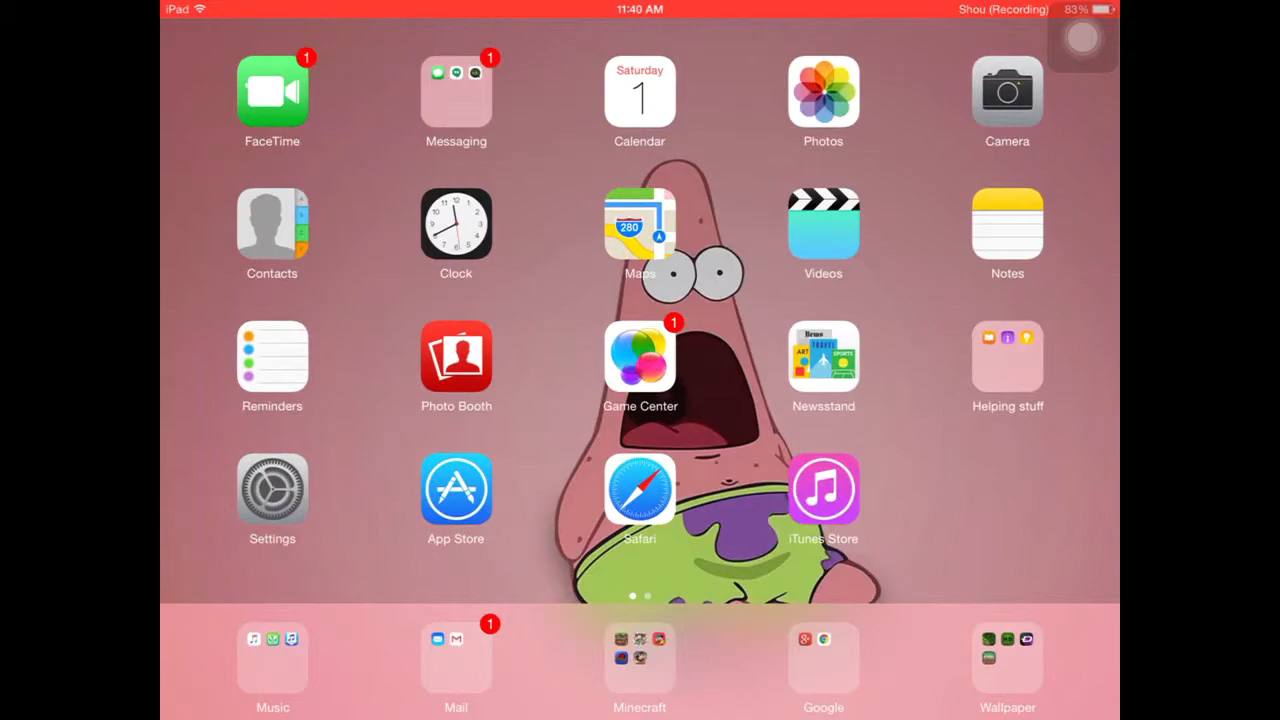 iPad 11:40 AM Shou (Recording) 83%
1 1
Saturday
1
FaceTime Messaging Calendar Photos Camera
280
Contacts Clock Maps Videos Notes
1
News
ART TRAVEL SPORTS
Reminders Photo Booth Game Center Newsstand Helping stuff
Settings App Store Safari iTunes Store
1
Music Mail Minecraft Google Wallpaper